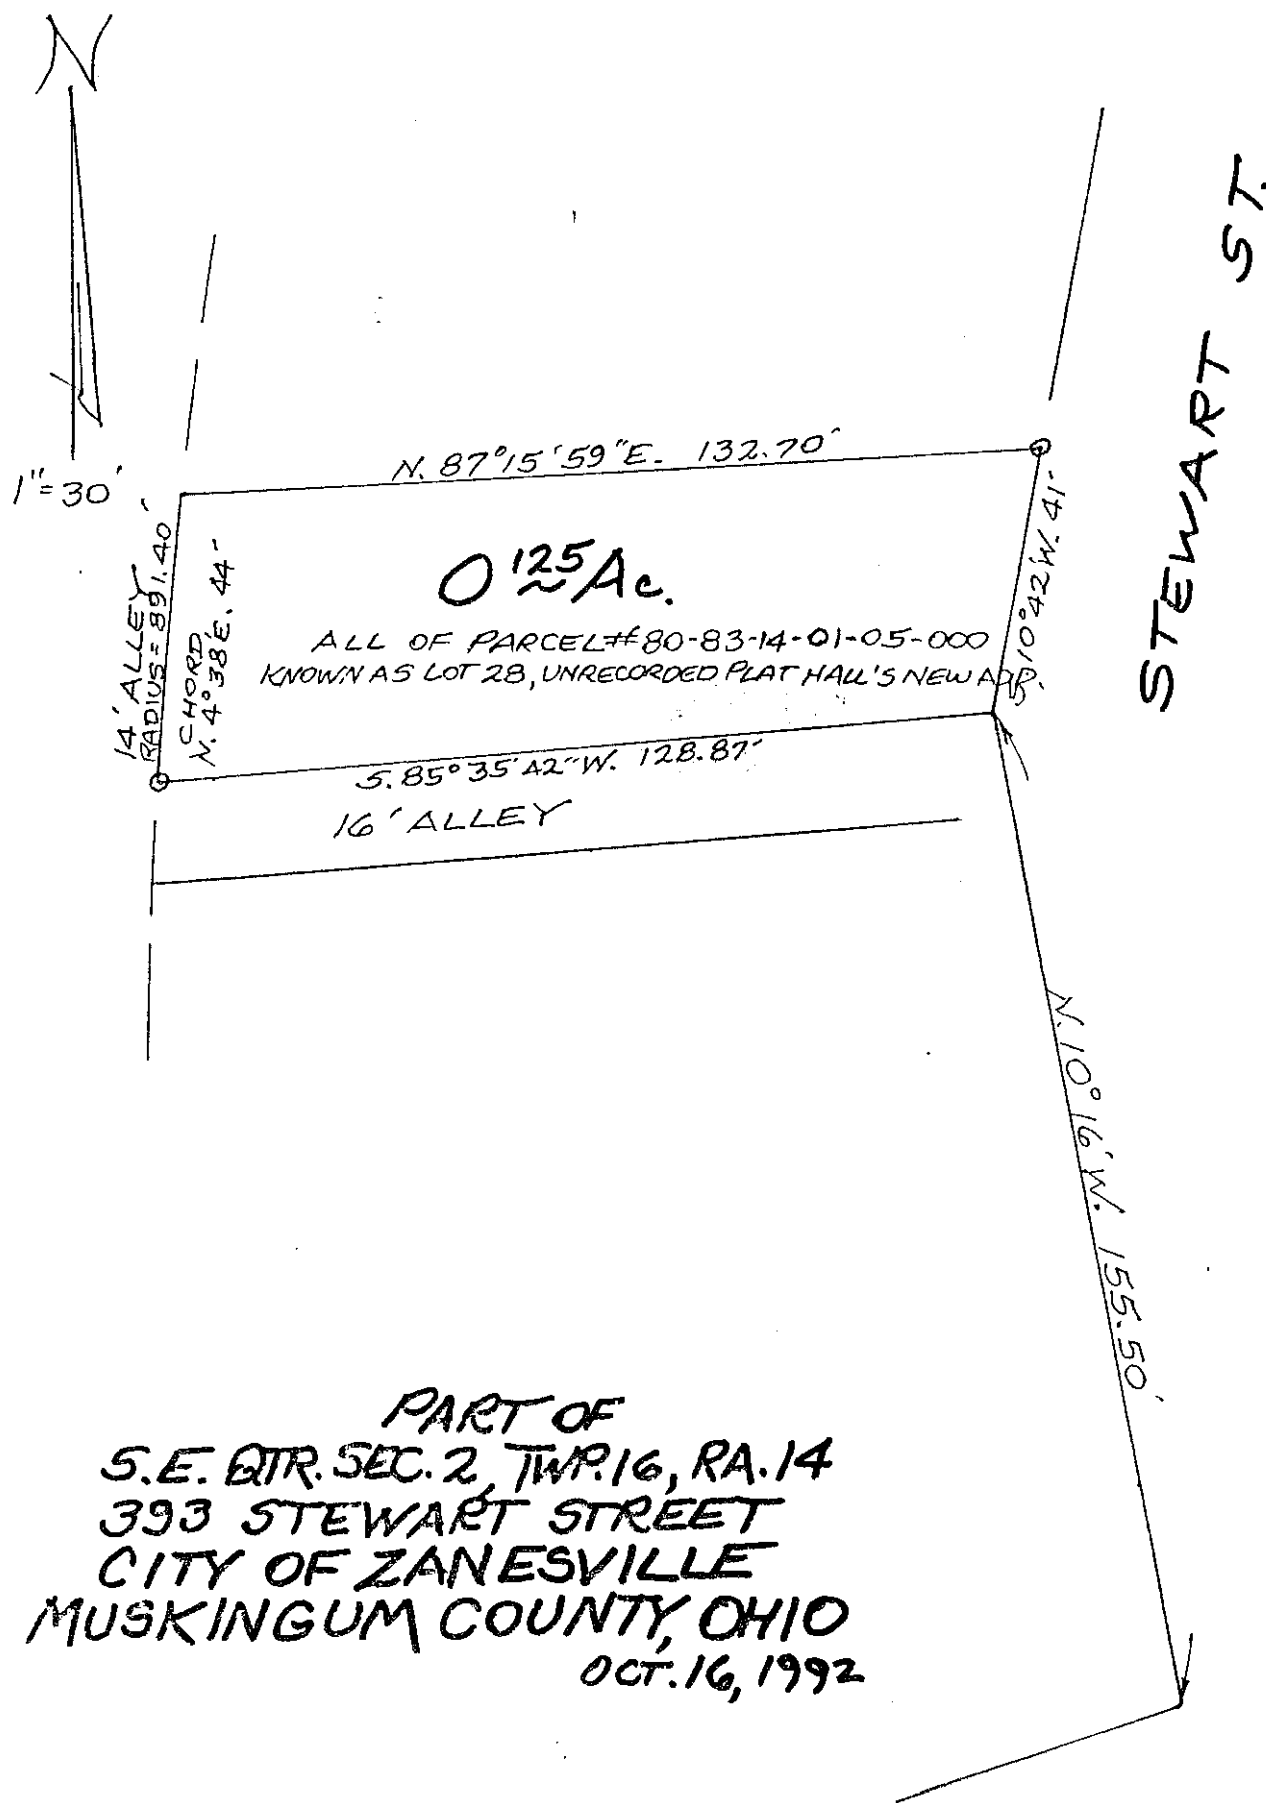 N
1"=30'
STEWART ST.
N. 87°15'59"E. 132.70'
14' ALLEY
RADIUS=891.40'
CHORD
N. 4°38'E. 44'
0 125 Ac.
S. 10°42'W. 41'
ALL OF PARCEL#80-83-14-01-05-000
KNOWN AS LOT 28, UNRECORDED PLAT HALL'S NEW ADD.
S. 85°35'42"W. 128.87'
16' ALLEY
N. 10°16'W. 155.50'
PART OF
S.E. QTR. SEC. 2, TWP. 16, RA. 14
393 STEWART STREET
CITY OF ZANESVILLE
MUSKINGUM COUNTY, OHIO
OCT. 16, 1992